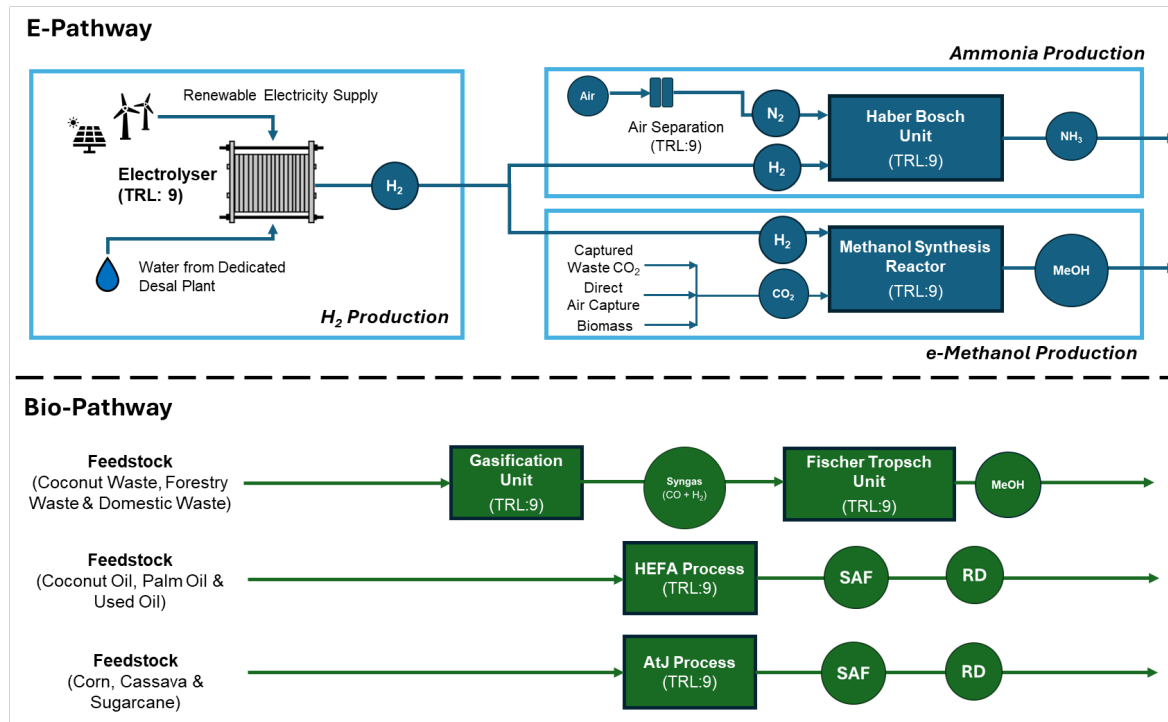 E-Pathway
Ammonia Production
Renewable Electricity Supply
Electrolyser
(TRL: 9)
H₂
Water from Dedicated
Desal Plant
H₂ Production
Air
Air Separation
(TRL:9)
N₂
H₂
Haber Bosch
Unit
(TRL:9)
NH₃
H₂
Captured
Waste CO₂
Direct
Air Capture
Biomass
CO₂
Methanol Synthesis
Reactor
(TRL:9)
MeOH
e-Methanol Production
Bio-Pathway
Feedstock
(Coconut Waste, Forestry
Waste & Domestic Waste)
Gasification
Unit
(TRL:9)
Syngas
(CO + H₂)
Fischer Tropsch
Unit
(TRL:9)
MeOH
Feedstock
(Coconut Oil, Palm Oil &
Used Oil)
HEFA Process
(TRL:9)
SAF
RD
Feedstock
(Corn, Cassava &
Sugarcane)
AtJ Process
(TRL:9)
SAF
RD